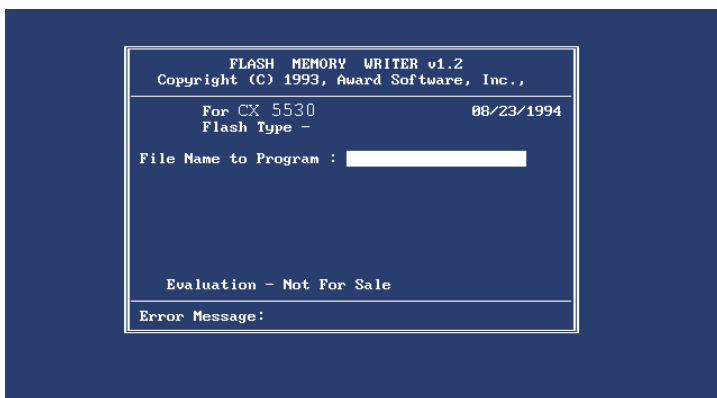 FLASH MEMORY WRITER v1.2
Copyright (C) 1993, Award Software, Inc.,
For CX 5530 08/23/1994
Flash Type -
File Name to Program :
Evaluation - Not For Sale
Error Message: